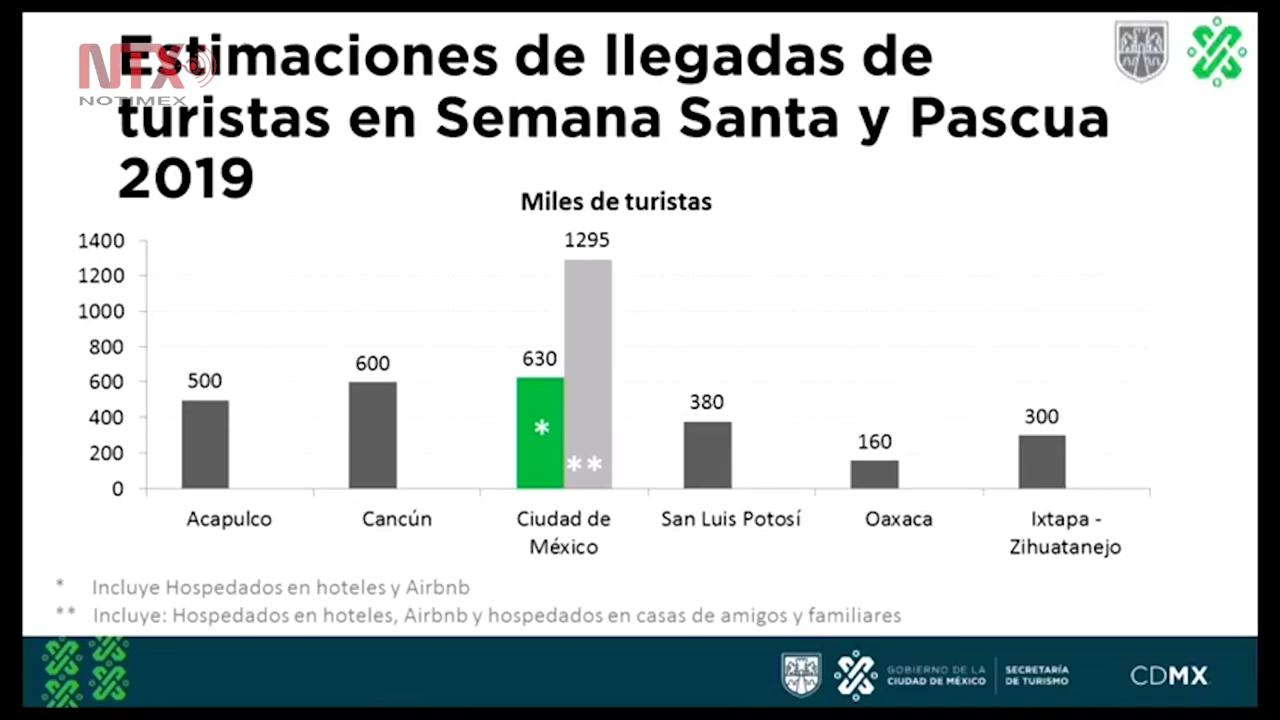 NTX
NOTIMEX
Estimaciones de llegadas de
turistas en Semana Santa y Pascua
2019
Miles de turistas
1400
1200
1000
800
600
400
200
0
500
600
630
1295
380
160
300
*
**
Acapulco
Cancún
Ciudad de
México
San Luis Potosí
Oaxaca
Ixtapa -
Zihuatanejo
* Incluye Hospedados en hoteles y Airbnb
** Incluye: Hospedados en hoteles, Airbnb y hospedados en casas de amigos y familiares
GOBIERNO DE LA
CIUDAD DE MÉXICO
SECRETARÍA
DE TURISMO
CDMX